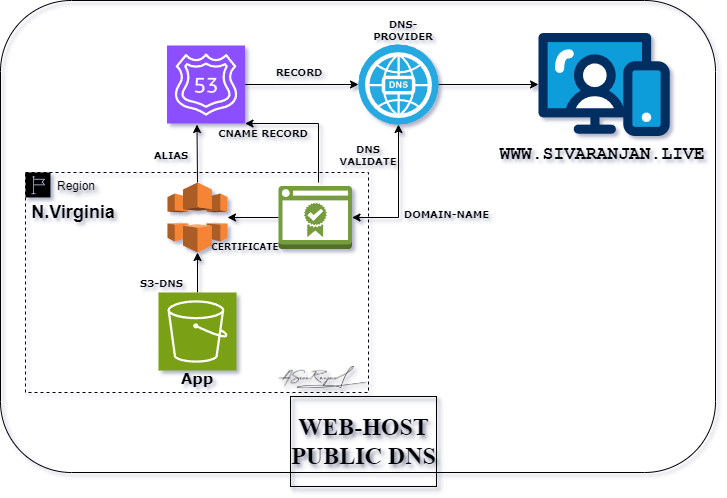 DNS-
PROVIDER
53
RECORD
DNS
CNAME RECORD
ALIAS
DNS
VALIDATE
WWW.SIVARANJAN.LIVE
Region
N.Virginia
DOMAIN-NAME
CERTIFICATE
S3-DNS
App
WEB-HOST
PUBLIC DNS